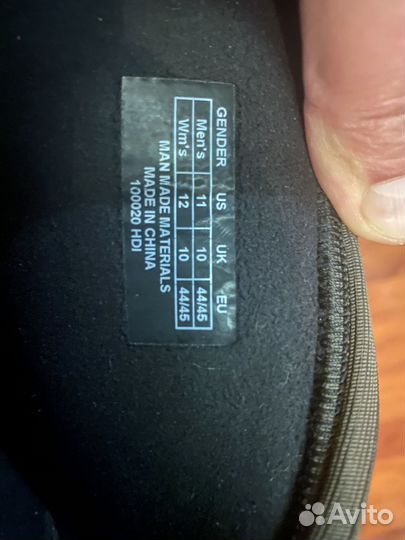 GENDER US UK EU
Men's 11 10 44/45
Wm's 12 10 44/45
MAN MADE MATERIALS
MADE IN CHINA
100020 HDI
Avito